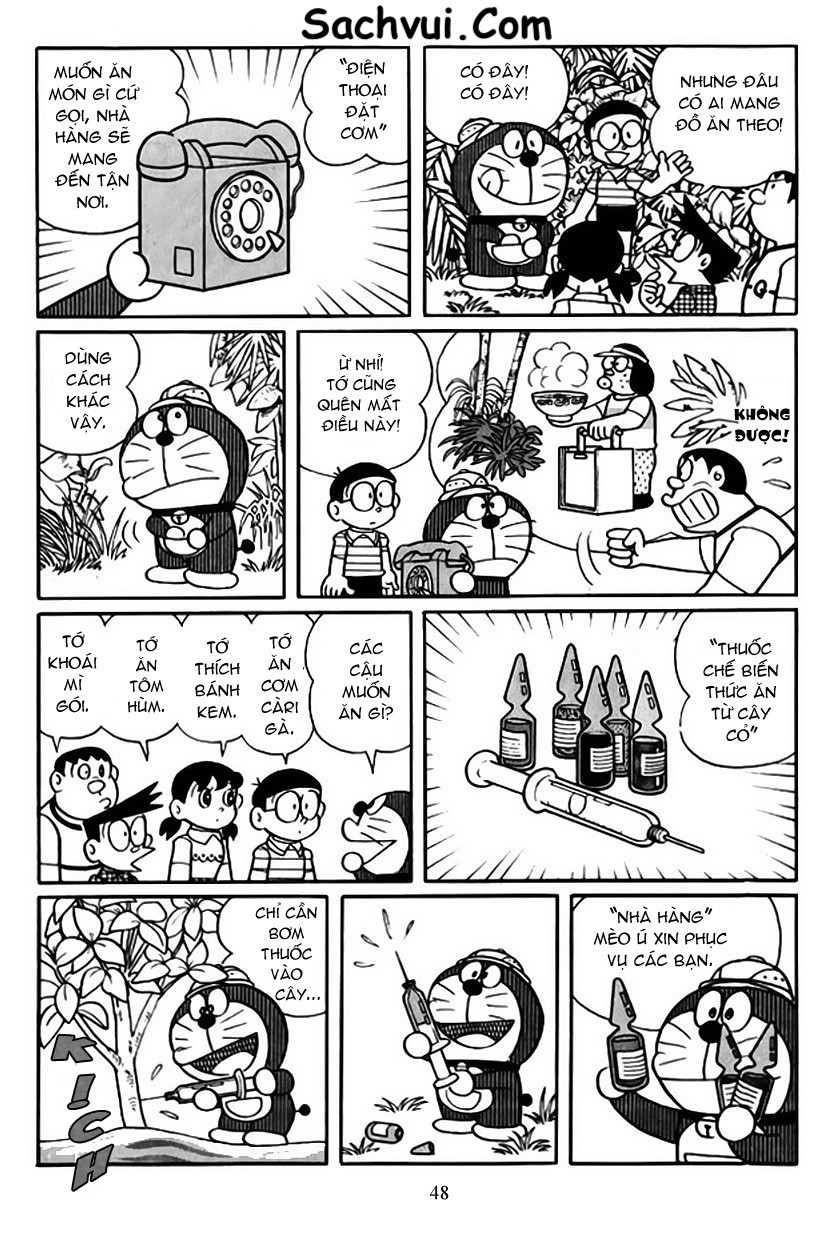 Sachvui.Com
NHƯNG ĐÂU
CÓ AI MANG
ĐỒ ĂN THEO!
CÓ ĐÂY!
CÓ ĐÂY!
"ĐIỆN
THOẠI
ĐẶT
CƠM"
MUỐN ĂN
MÓN GÌ CỨ
GỌI, NHÀ
HÀNG SẼ
MANG
ĐẾN TẬN
NƠI.
G
KHÔNG
ĐƯỢC!
Ừ NHỈ!
TỚ CŨNG
QUÊN MẤT
ĐIỀU NÀY!
DÙNG
CÁCH
KHÁC
VẬY.
"THUỐC
CHẾ BIẾN
THỨC ĂN
TỪ CÂY
CỎ"
CÁC
CẬU
MUỐN
ĂN GÌ?
TỚ
ĂN
CƠM
CÀRI
GÀ.
TỚ
THÍCH
BÁNH
KEM.
TỚ
ĂN
TÔM
HÙM.
TỚ
KHOÁI
MÌ
GÓI.
"NHÀ HÀNG"
MÈO Ú XIN PHỤC
VỤ CÁC BẠN.
CHỈ CẦN
BƠM
THUỐC
VÀO
CÂY...
KỊCH
48